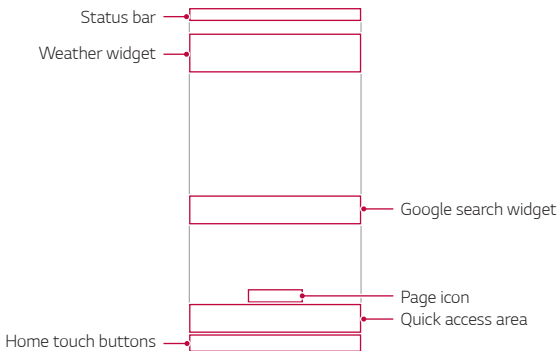 Status bar
Weather widget
Google search widget
Page icon
Quick access area
Home touch buttons